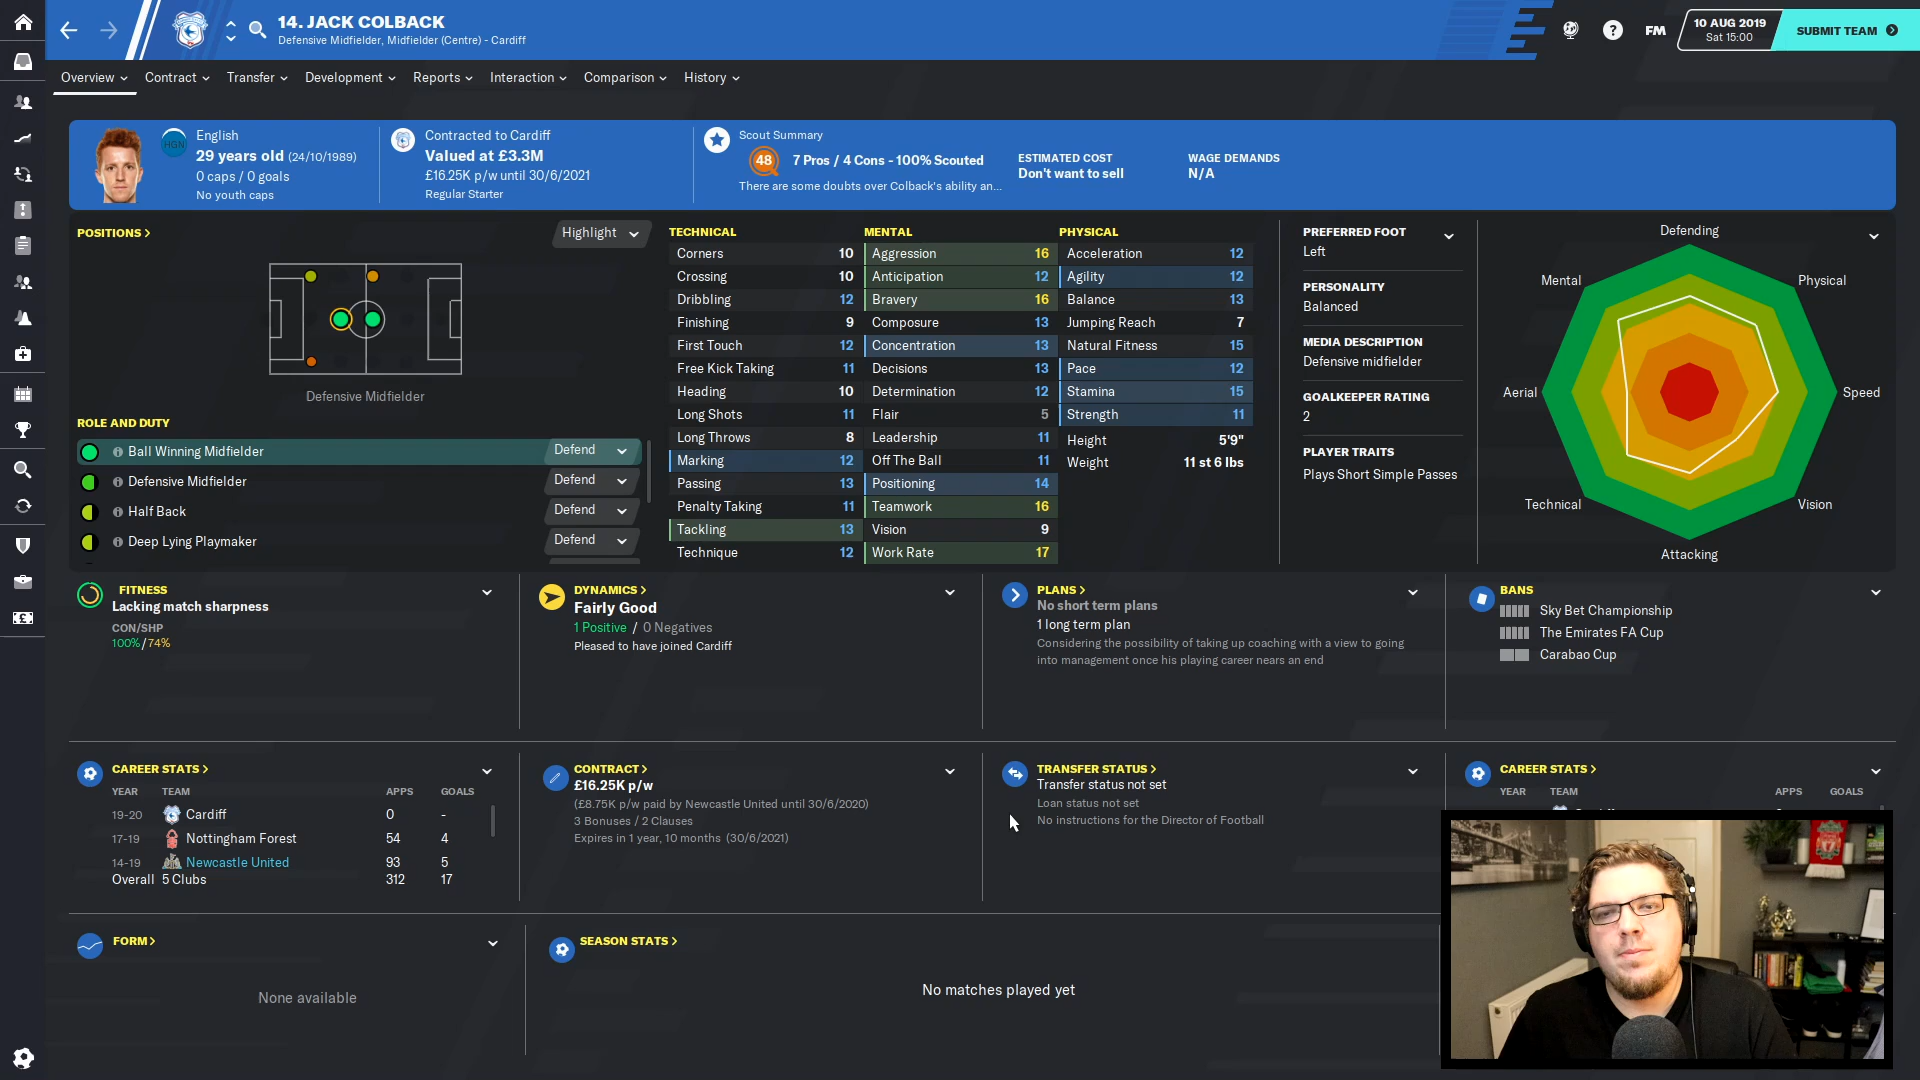 14. JACK COLBACK
Defensive Midfielder, Midfielder (Centre) - Cardiff
?
FM
10 AUG 2019
Sat 15:00
SUBMIT TEAM
Overview
Contract
Transfer
Development
Reports
Interaction
Comparison
History
HGN
English
29 years old (24/10/1989)
0 caps / 0 goals
No youth caps
Contracted to Cardiff
Valued at £3.3M
£16.25K p/w until 30/6/2021
Regular Starter
Scout Summary
48
7 Pros / 4 Cons - 100% Scouted
There are some doubts over Colback's ability an...
ESTIMATED COST
Don't want to sell
WAGE DEMANDS
N/A
POSITIONS >
Highlight
Defensive Midfielder
ROLE AND DUTY
Ball Winning Midfielder Defend
Defensive Midfielder Defend
Half Back Defend
Deep Lying Playmaker Defend
TECHNICAL
Corners 10
Crossing 10
Dribbling 12
Finishing 9
First Touch 12
Free Kick Taking 11
Heading 10
Long Shots 11
Long Throws 8
Marking 12
Passing 13
Penalty Taking 11
Tackling 13
Technique 12
MENTAL
Aggression 16
Anticipation 12
Bravery 16
Composure 13
Concentration 13
Decisions 13
Determination 12
Flair 5
Leadership 11
Off The Ball 11
Positioning 14
Teamwork 16
Vision 9
Work Rate 17
PHYSICAL
Acceleration 12
Agility 12
Balance 13
Jumping Reach 7
Natural Fitness 15
Pace 12
Stamina 15
Strength 11
Height 5'9"
Weight 11 st 6 lbs
PREFERRED FOOT
Left
PERSONALITY
Balanced
MEDIA DESCRIPTION
Defensive midfielder
GOALKEEPER RATING
2
PLAYER TRAITS
Plays Short Simple Passes
Defending
Mental
Physical
Aerial
Speed
Technical
Vision
Attacking
FITNESS
Lacking match sharpness
CON/SHP
100%/74%
DYNAMICS >
Fairly Good
1 Positive / 0 Negatives
Pleased to have joined Cardiff
PLANS >
No short term plans
1 long term plan
Considering the possibility of taking up coaching with a view to going
into management once his playing career nears an end
BANS
Sky Bet Championship
The Emirates FA Cup
Carabao Cup
CAREER STATS >
YEAR TEAM APPS GOALS
19-20 Cardiff 0 -
17-19 Nottingham Forest 54 4
14-19 Newcastle United 93 5
Overall 5 Clubs 312 17
CONTRACT >
£16.25K p/w
(£8.75K p/w paid by Newcastle United until 30/6/2020)
3 Bonuses / 2 Clauses
Expires in 1 year, 10 months (30/6/2021)
TRANSFER STATUS >
Transfer status not set
Loan status not set
No instructions for the Director of Football
CAREER STATS >
YEAR TEAM APPS GOALS
FORM >
None available
SEASON STATS >
No matches played yet